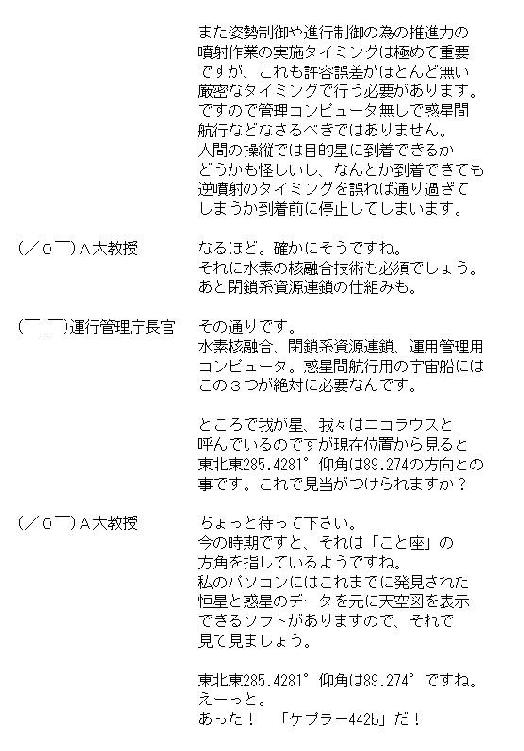 また姿勢制御や進行制御の為の推進力の
噴射作業の実施タイミングは極めて重要
ですが、これも許容誤差がほとんど無い
厳密なタイミングで行う必要があります。
ですので管理コンピュータ無しで惑星間
航行などなさるべきではありません。
人間の操縦では目的星に到着できるか
どうかも怪しいし、なんとか到着できても
逆噴射のタイミングを誤れば通り過ぎて
しまうか到着前に停止してしまいます。
(／○￣)Ａ大教授 なるほど。確かにそうですね。
それに水素の核融合技術も必須でしょう。
あと閉鎖系資源連鎖の仕組みも。
(￣_￣)運行管理庁長官 その通りです。
水素核融合、閉鎖系資源連鎖、運用管理用
コンピュータ。惑星間航行用の宇宙船には
この３つが絶対に必要なんです。
ところで我が星、我々はニコラウスと
呼んでいるのですが現在位置から見ると
東北東285.4281°仰角は89.274の方向との
事です。これで見当がつけられますか？
(／○￣)Ａ大教授 ちょっと待って下さい。
今の時期ですと、それは「こと座」の
方角を指しているようですね。
私のパソコンにはこれまでに発見された
恒星と惑星のデータを元に天空図を表示
できるソフトがありますので、それで
見て見ましょう。
東北東285.4281°仰角は89.274°ですね。
えーっと。
あった！　「ケプラー442b」だ！